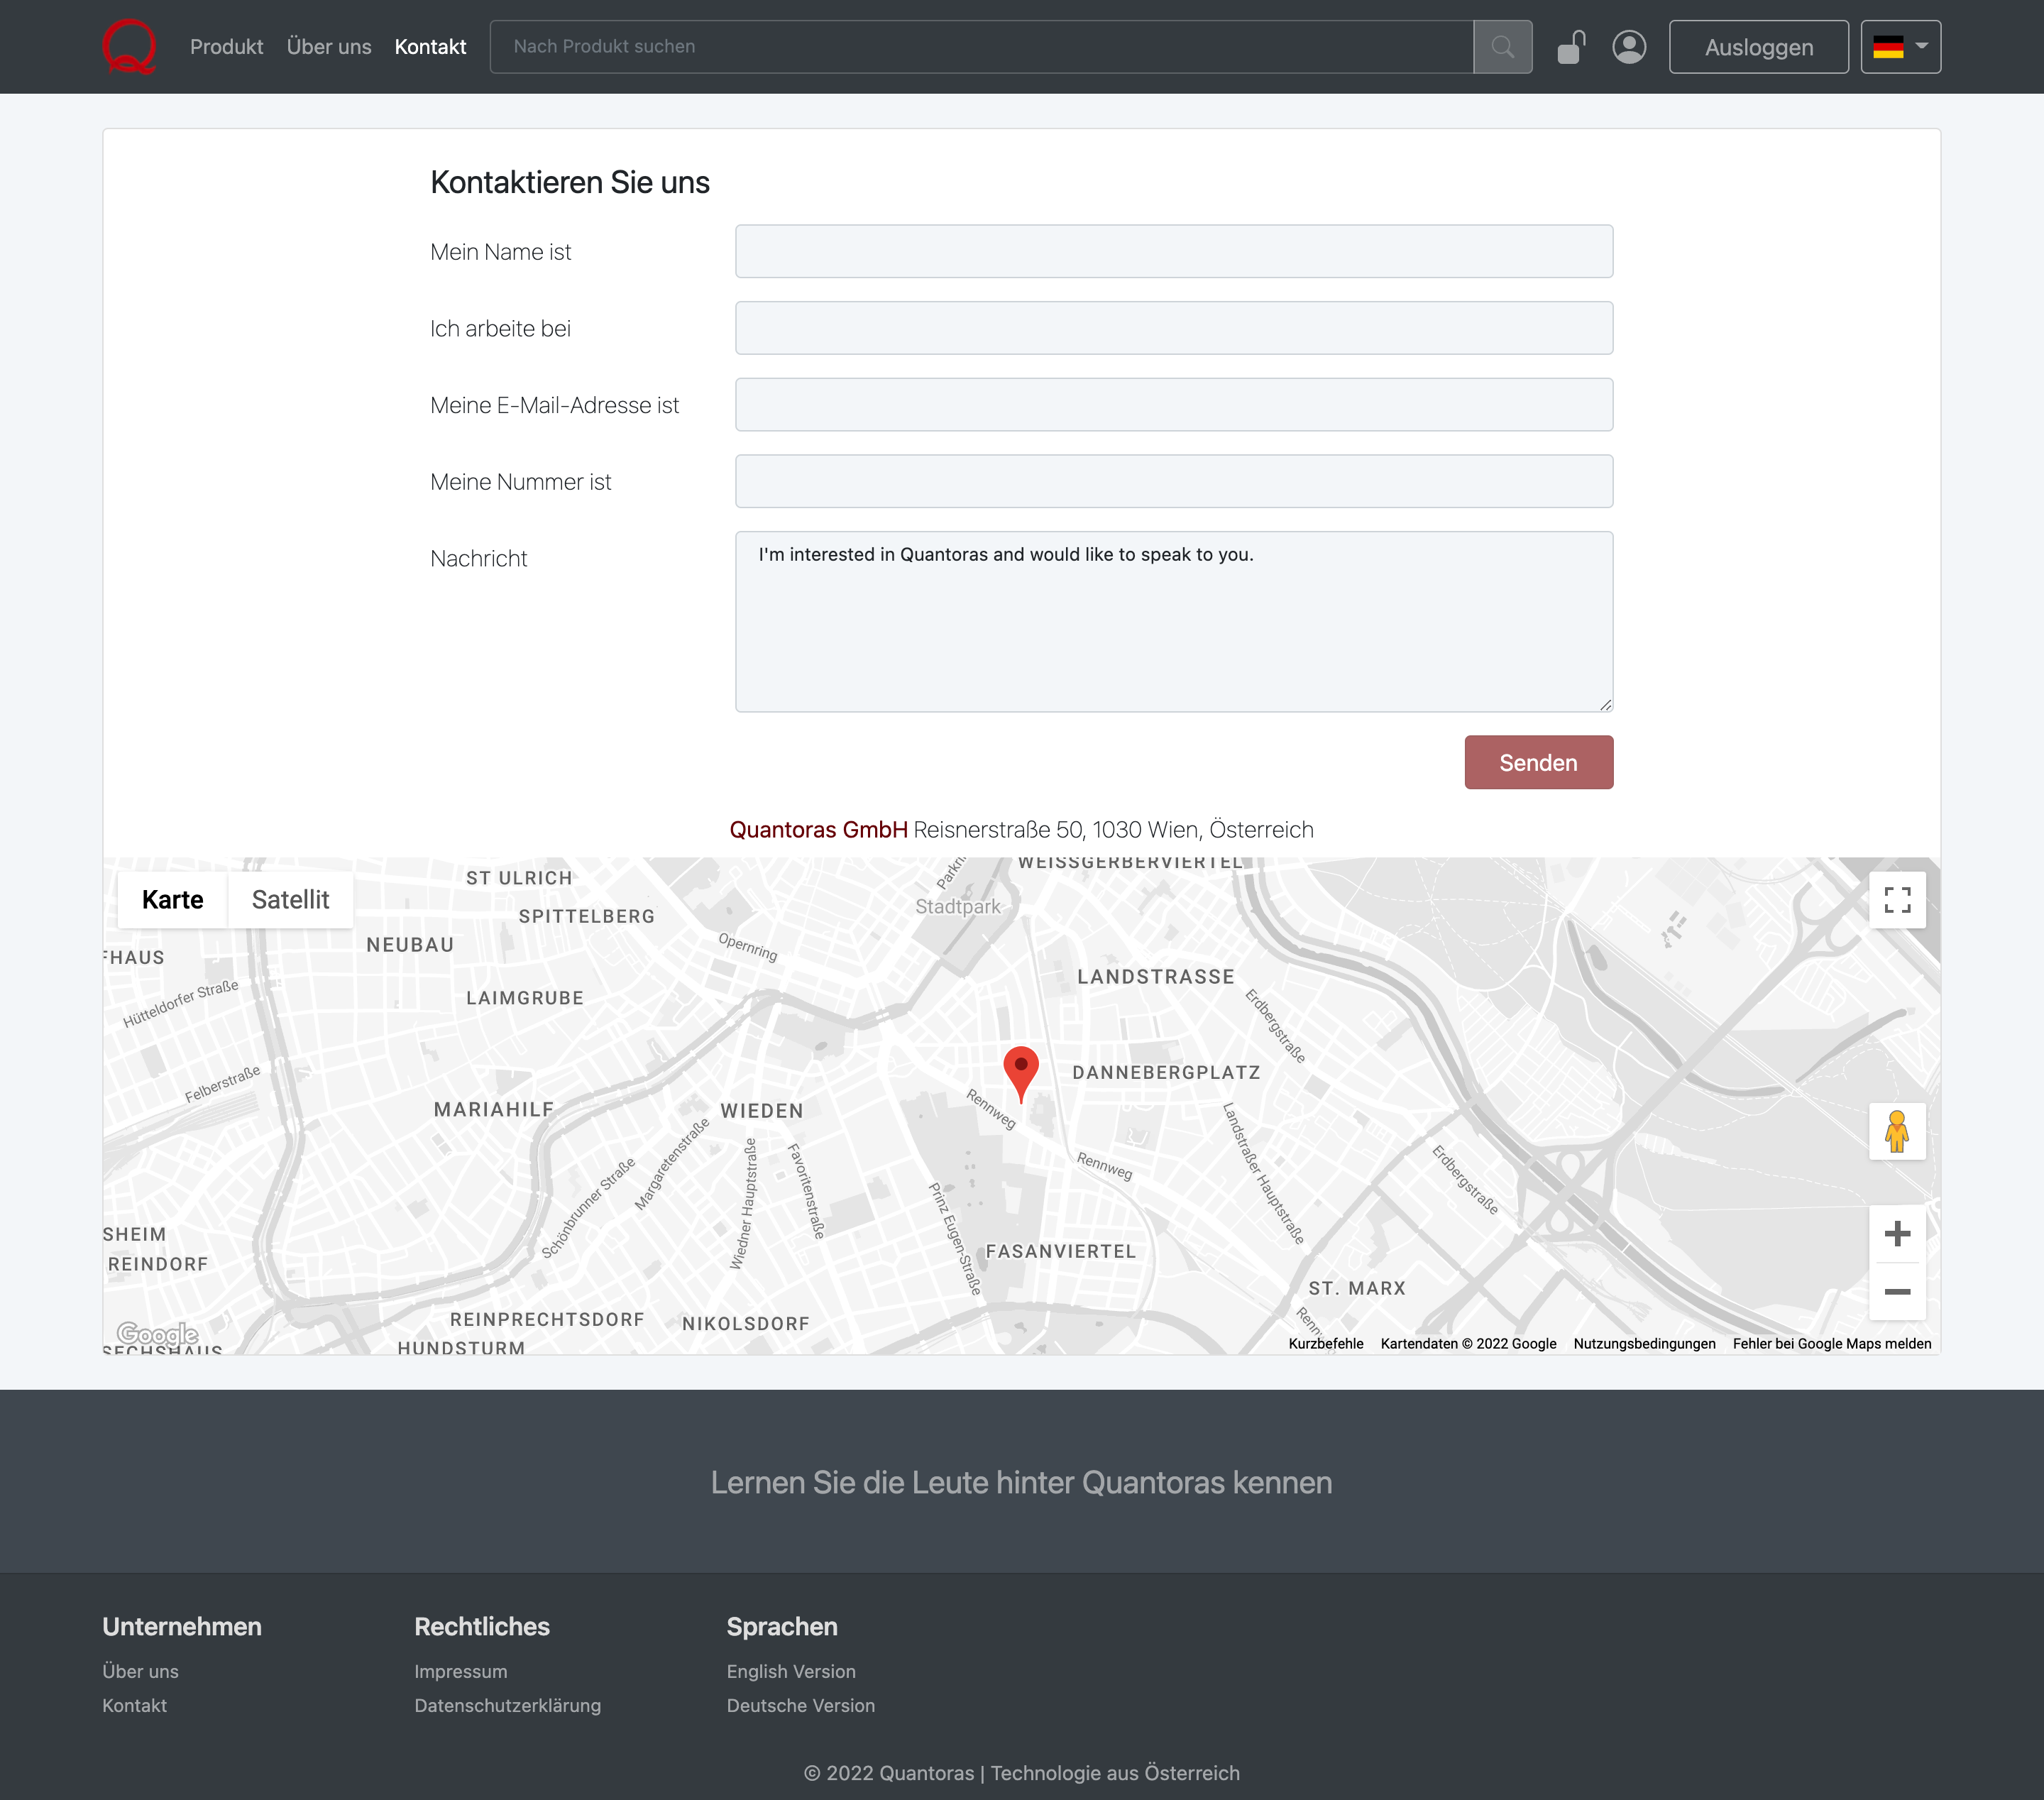 Q
Produkt Über uns Kontakt Nach Produkt suchen Ausloggen
Kontaktieren Sie uns
Mein Name ist
Ich arbeite bei
Meine E-Mail-Adresse ist
Meine Nummer ist
Nachricht
I'm interested in Quantoras and would like to speak to you.
Senden
Quantoras GmbH Reisnerstraße 50, 1030 Wien, Österreich
Karte Satellit
WEISSGERBERVIERTEL
ST ULRICH
SPITTELBERG
Stadtpark
NEUBAU
Opernring
FHAUS
LANDSTRASSE
Hütteldorfer Straße
LAIMGRUBE
Erdbergstraße
Felberstraße
DANNEBERGPLATZ
MARIAHILF
WIEDEN
Rennweg
Margaretenstraße
Schönbrunner Straße
Wiedner Hauptstraße
Favoritenstraße
Prinz Eugen-Straße
Rennweg
Landstraßer Hauptstraße
Erdbergstraße
SHEIM
REINDORF
FASANVIERTEL
ST. MARX
REINPRECHTSDORF
NIKOLSDORF
Google
SECHSHAUS
HUNDSTURM
Kurzbefehle Kartendaten © 2022 Google Nutzungsbedingungen Fehler bei Google Maps melden
Lernen Sie die Leute hinter Quantoras kennen
Unternehmen
Über uns
Kontakt
Rechtliches
Impressum
Datenschutzerklärung
Sprachen
English Version
Deutsche Version
© 2022 Quantoras | Technologie aus Österreich